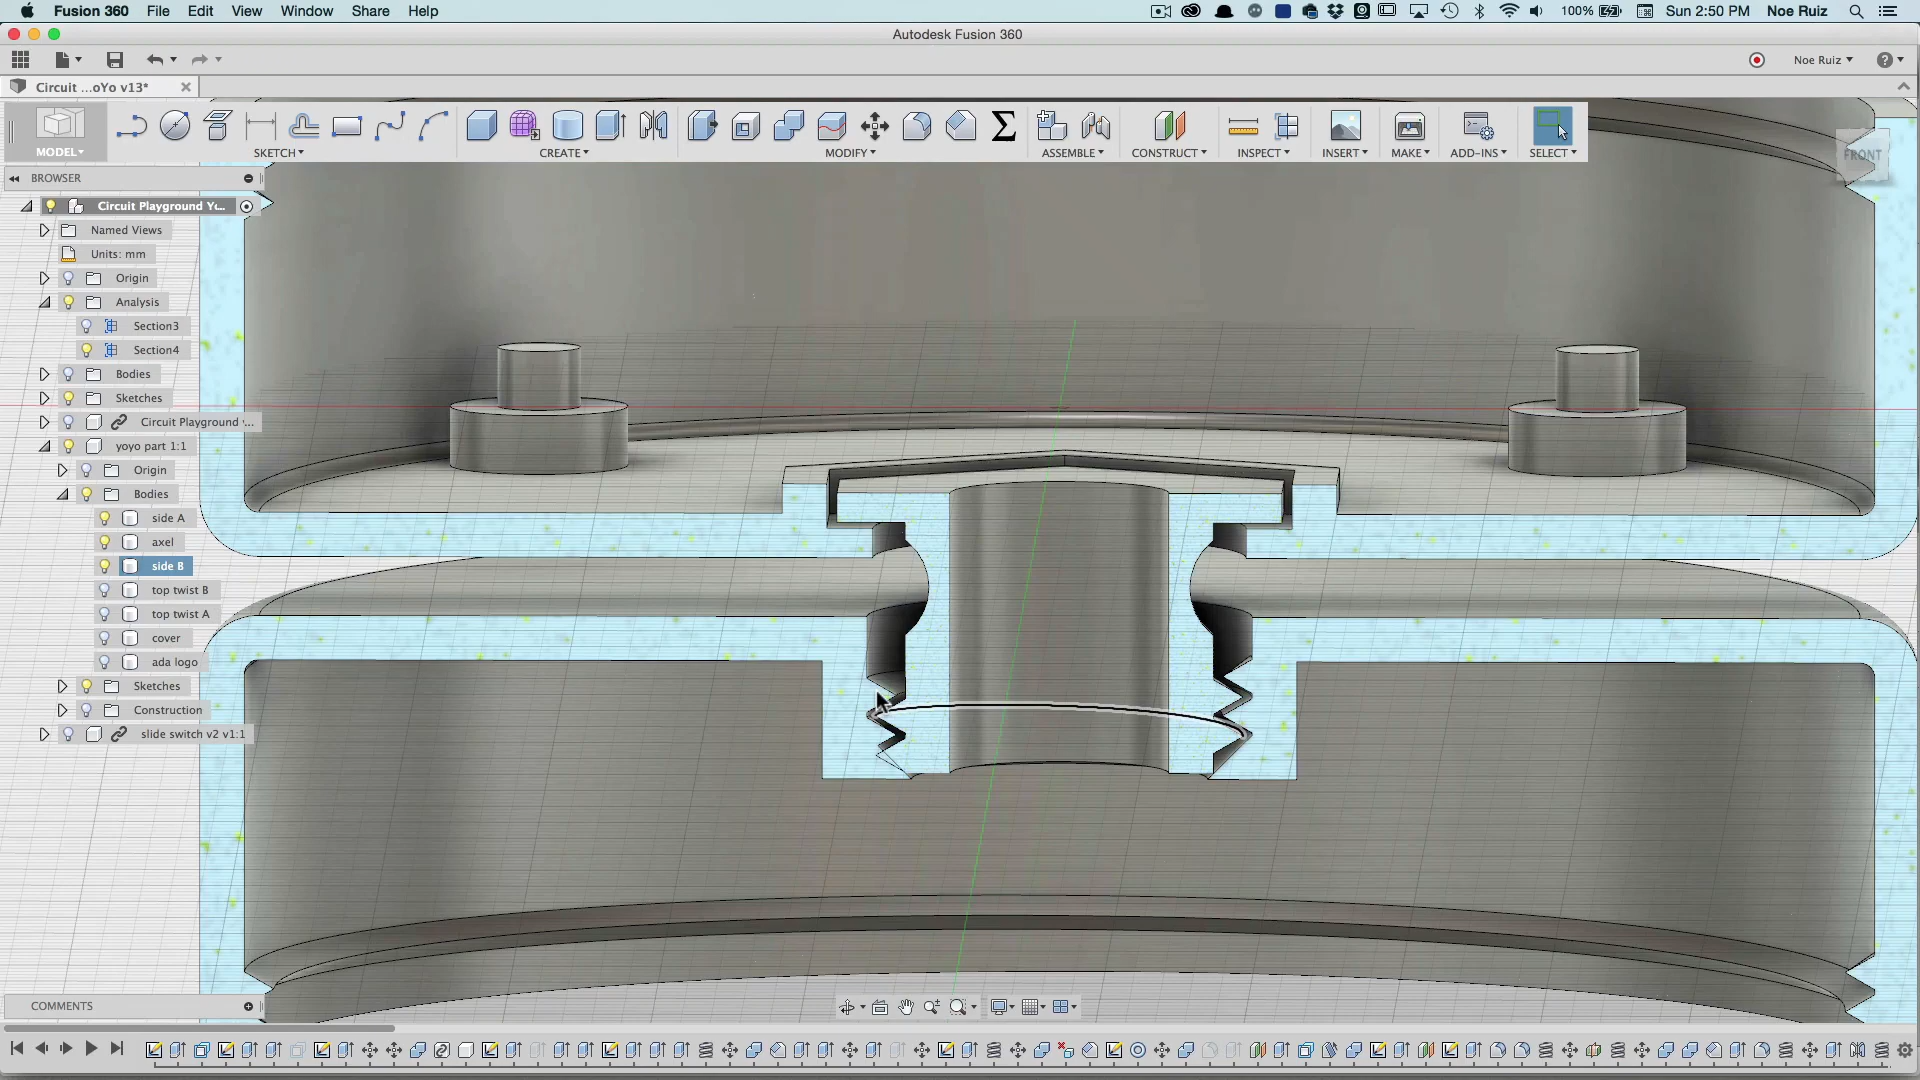 Fusion 360 File Edit View Window Share Help 100% Sun 2:50 PM Noe Ruiz
Autodesk Fusion 360
Noe Ruiz
Circuit ...oYo v13*
MODEL SKETCH CREATE MODIFY ASSEMBLE CONSTRUCT INSPECT INSERT MAKE ADD-INS SELECT
FRONT
BROWSER
Circuit Playground Yo...
Named Views
Units: mm
Origin
Analysis
Section3
Section4
Bodies
Sketches
Circuit Playground ...
yoyo part 1:1
Origin
Bodies
side A
axel
side B
top twist B
top twist A
cover
ada logo
Sketches
Construction
slide switch v2 v1:1
COMMENTS